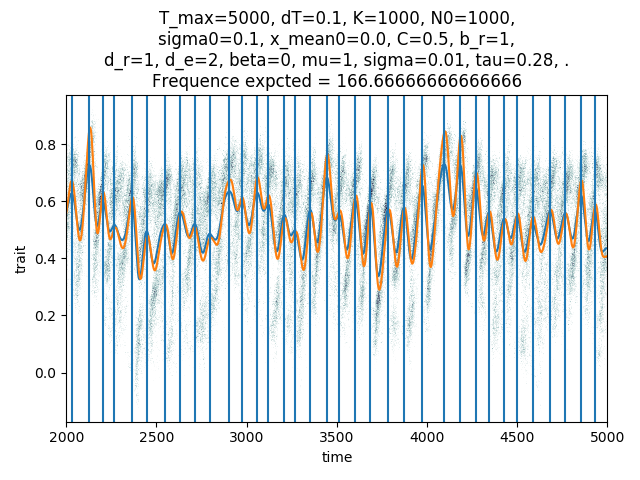 T_max=5000, dT=0.1, K=1000, N0=1000,
sigma0=0.1, x_mean0=0.0, C=0.5, b_r=1,
d_r=1, d_e=2, beta=0, mu=1, sigma=0.01, tau=0.28, .
Frequence expcted = 166.66666666666666
0.8
0.6
0.4
0.2
0.0
trait
2000 2500 3000 3500 4000 4500 5000
time